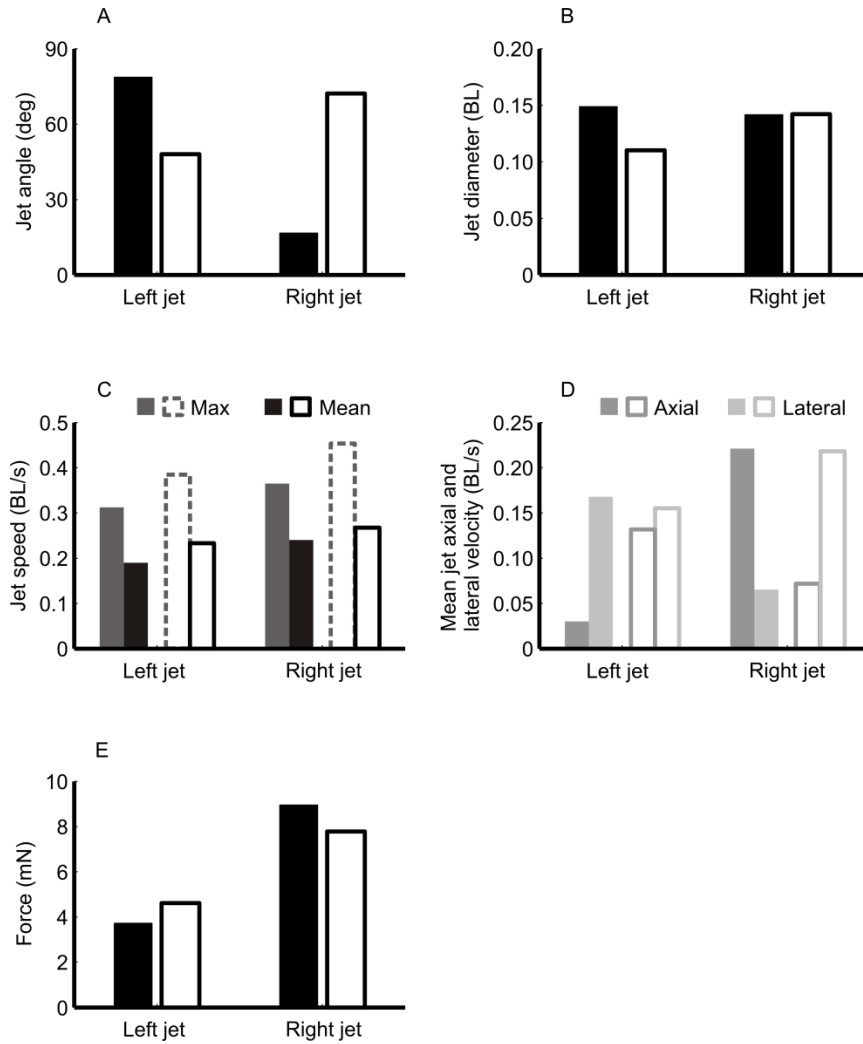 A
Jet angle (deg)
90
60
30
0
Left jet
Right jet
B
Jet diameter (BL)
0.20
0.15
0.10
0.05
0
Left jet
Right jet
C
Max
Mean
Jet speed (BL/s)
0.5
0.4
0.3
0.2
0.1
0
Left jet
Right jet
D
Axial
Lateral
Mean jet axial and
lateral velocity (BL/s)
0.25
0.20
0.15
0.10
0.05
0
Left jet
Right jet
E
Force (mN)
10
8
6
4
2
0
Left jet
Right jet